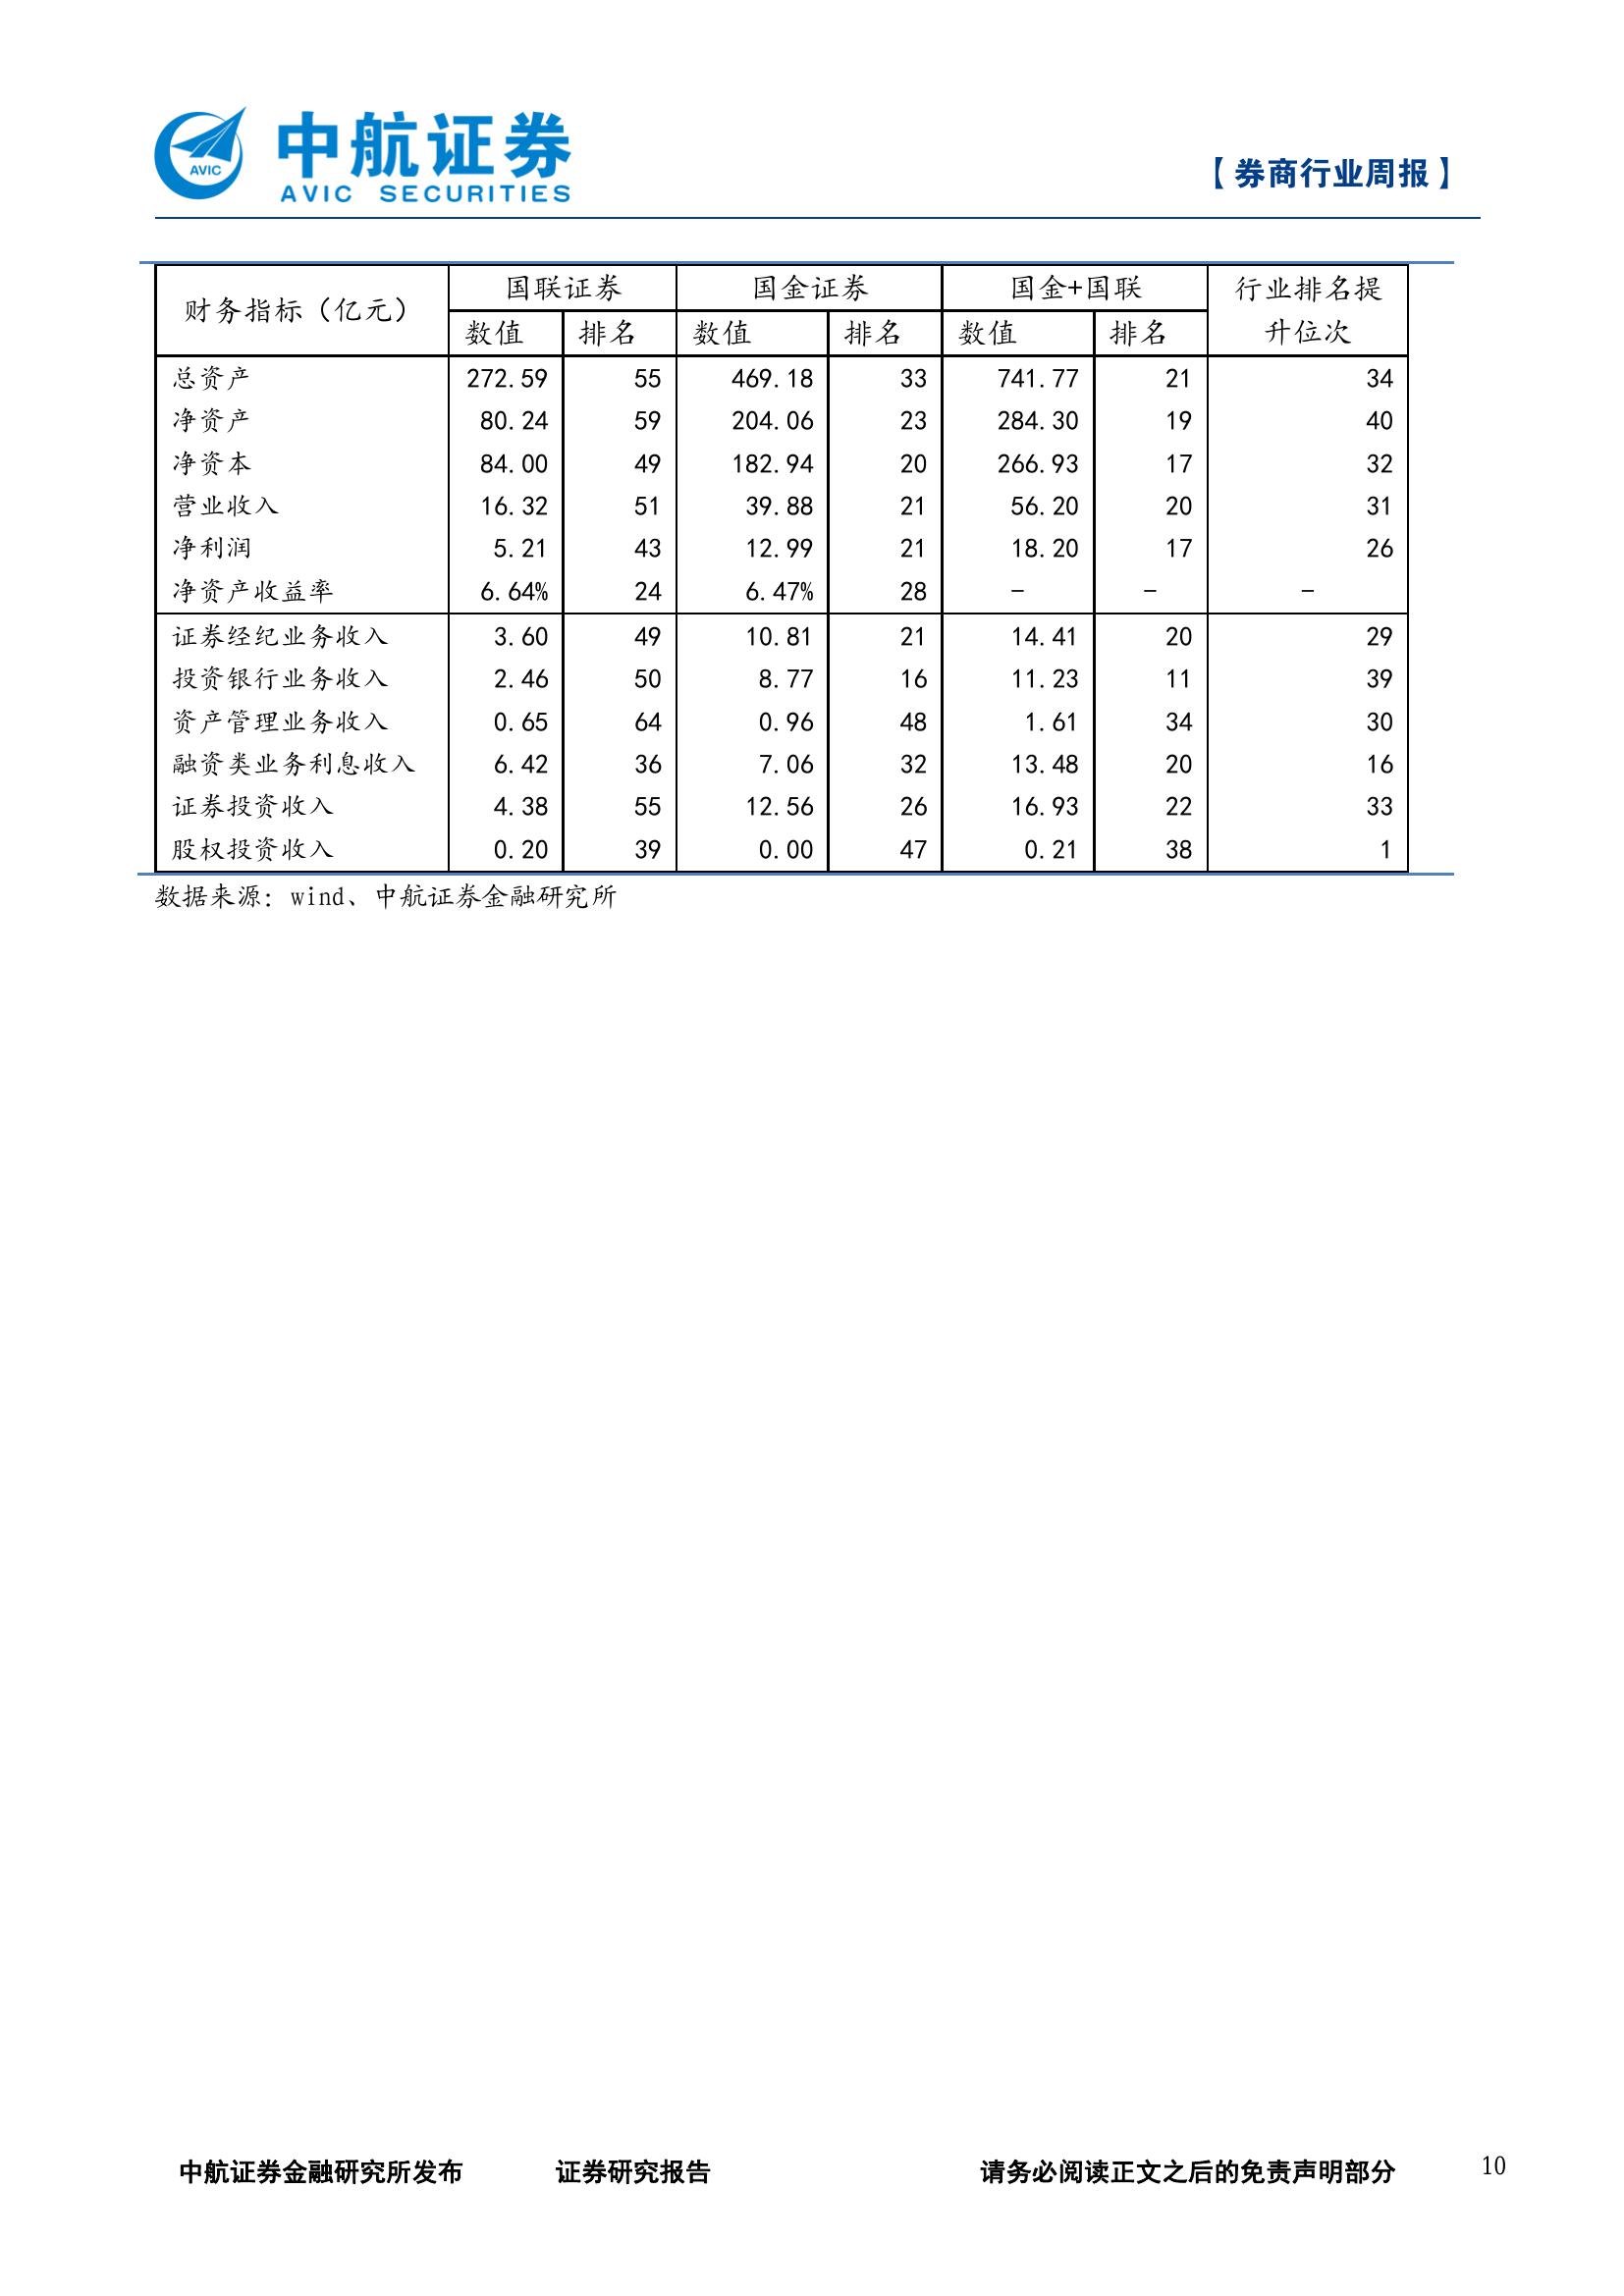 AVIC
中航证券
AVIC SECURITIES
【券商行业周报】
财务指标（亿元） 国联证券 国金证券 国金+国联 行业排名提
升位次
数值 排名 数值 排名 数值 排名
总资产 272.59 55 469.18 33 741.77 21 34
净资产 80.24 59 204.06 23 284.30 19 40
净资本 84.00 49 182.94 20 266.93 17 32
营业收入 16.32 51 39.88 21 56.20 20 31
净利润 5.21 43 12.99 21 18.20 17 26
净资产收益率 6.64% 24 6.47% 28 - - -
证券经纪业务收入 3.60 49 10.81 21 14.41 20 29
投资银行业务收入 2.46 50 8.77 16 11.23 11 39
资产管理业务收入 0.65 64 0.96 48 1.61 34 30
融资类业务利息收入 6.42 36 7.06 32 13.48 20 16
证券投资收入 4.38 55 12.56 26 16.93 22 33
股权投资收入 0.20 39 0.00 47 0.21 38 1
数据来源：wind、中航证券金融研究所
中航证券金融研究所发布 证券研究报告 请务必阅读正文之后的免责声明部分 10